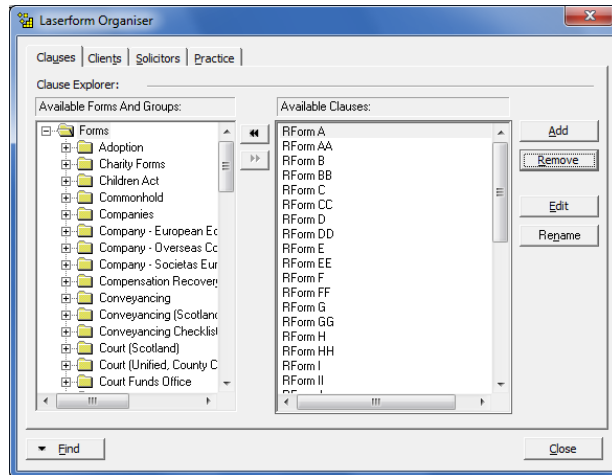 Laserform Organiser
Clauses Clients Solicitors Practice
Clause Explorer:
Available Forms And Groups:
Forms
Adoption
Charity Forms
Children Act
Commonhold
Companies
Company - European Ec
Company - Overseas Co
Company - Societas Eur
Compensation Recovery
Conveyancing
Conveyancing (Scotland
Conveyancing Checklist
Court (Scotland)
Court (Unified, County C
Court Funds Office
Available Clauses:
RForm A
RForm AA
RForm B
RForm BB
RForm C
RForm CC
RForm D
RForm DD
RForm E
RForm EE
RForm F
RForm FF
RForm G
RForm GG
RForm H
RForm HH
RForm I
RForm II
Add
Remove
Edit
Rename
Find
Close